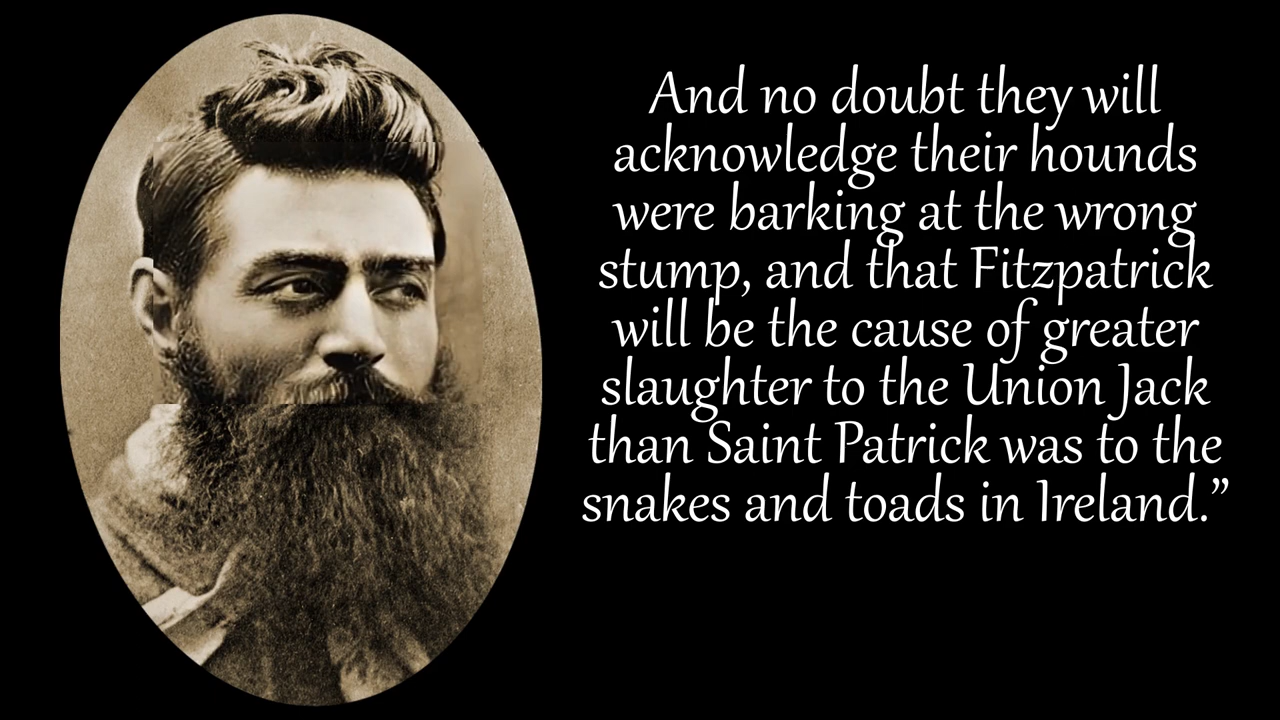 And no doubt they will
acknowledge their hounds
were barking at the wrong
stump, and that Fitzpatrick
will be the cause of greater
slaughter to the Union Jack
than Saint Patrick was to the
snakes and toads in Ireland.”